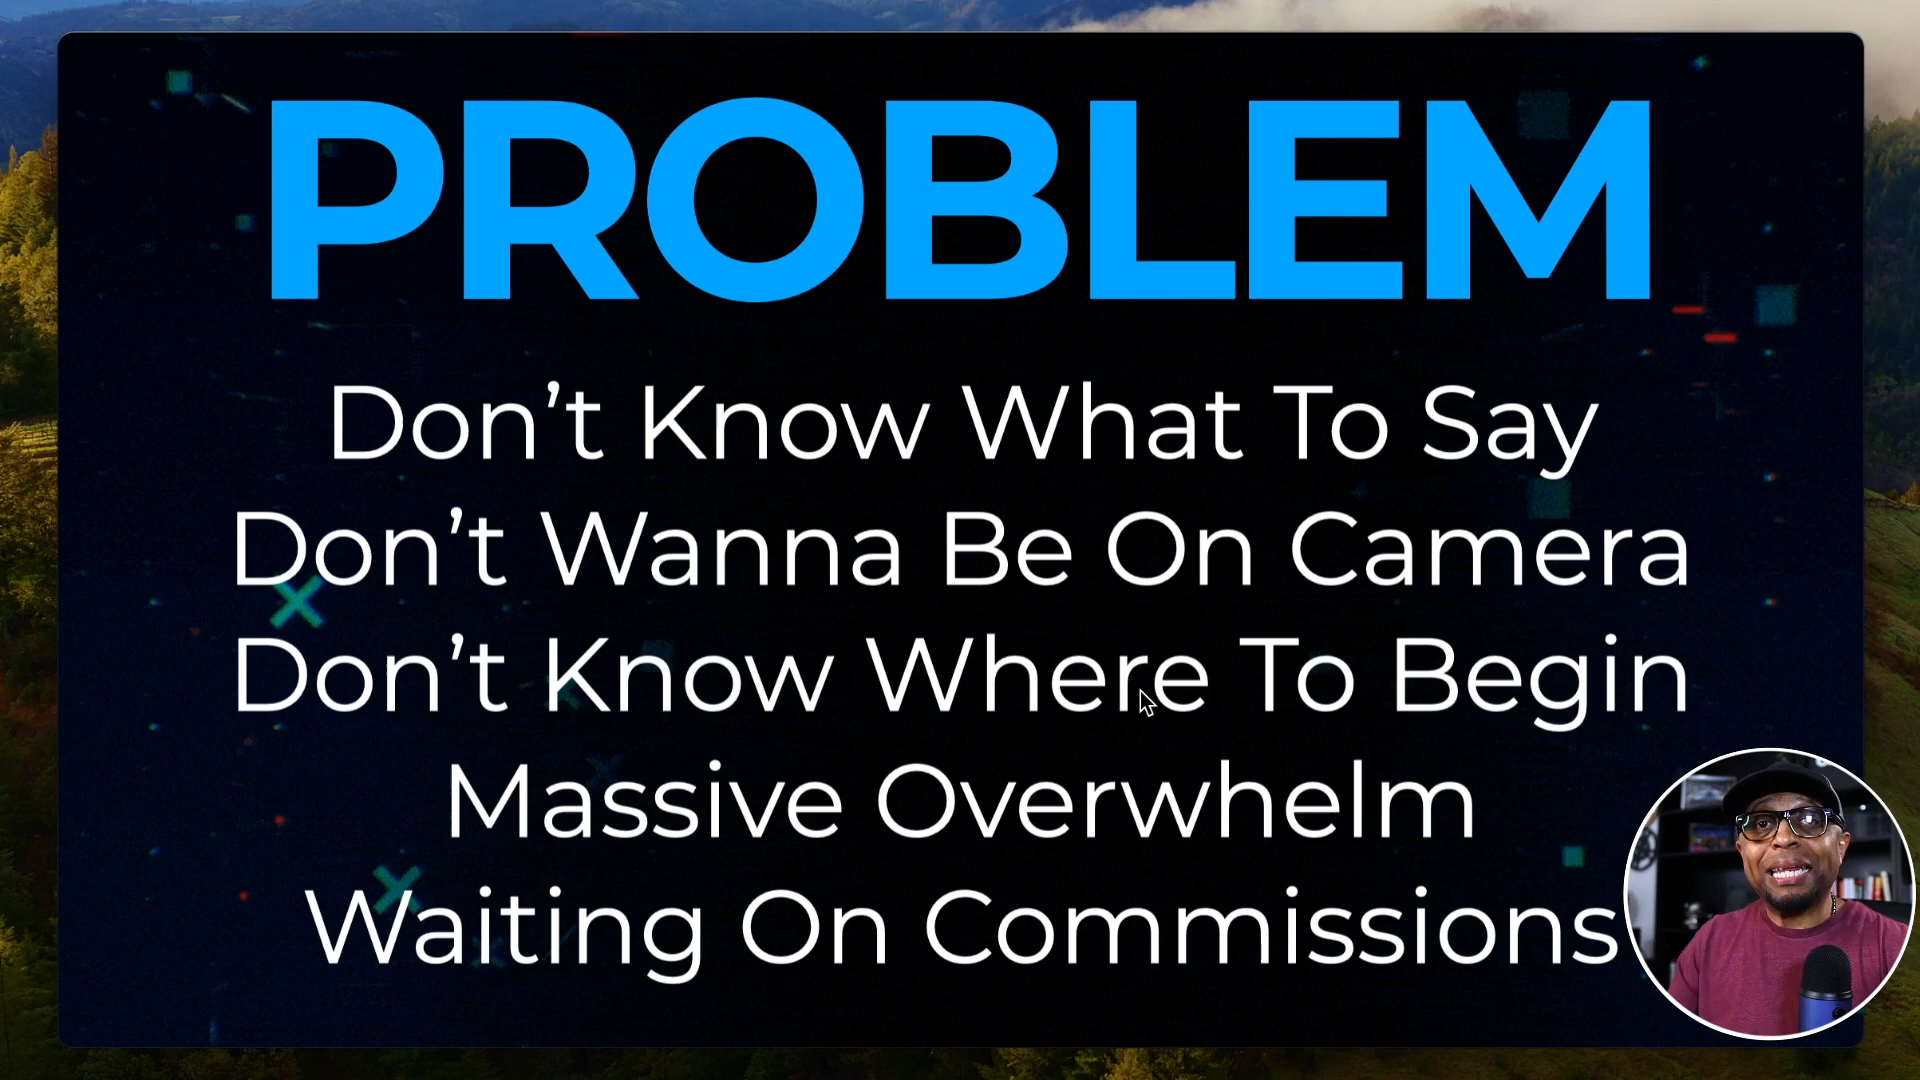 PROBLEM
Don’t Know What To Say
Don’t Wanna Be On Camera
Don’t Know Where To Begin
Massive Overwhelm
Waiting On Commissions